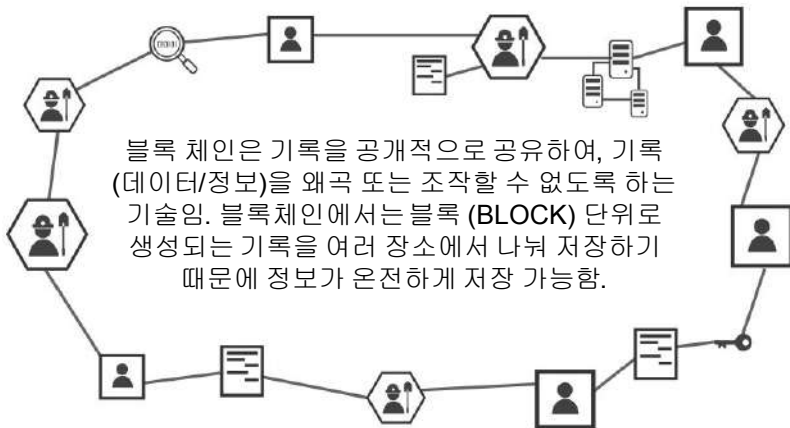 블록 체인은 기록을 공개적으로 공유하여, 기록
(데이터/정보)을 왜곡 또는 조작할 수 없도록 하는
기술임. 블록체인에서는 블록 (BLOCK) 단위로
생성되는 기록을 여러 장소에서 나눠 저장하기
때문에 정보가 온전하게 저장 가능함.